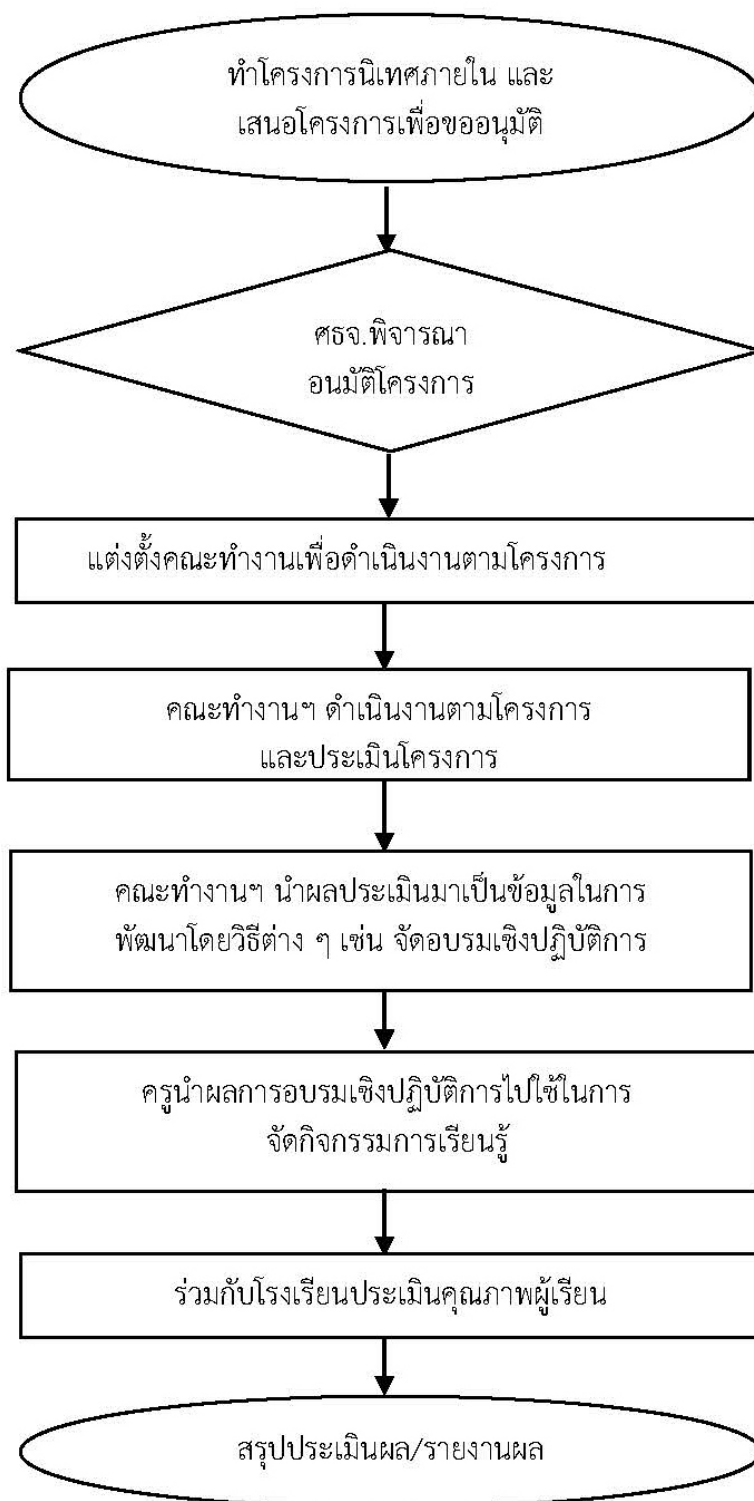 ทำโครงการนิเทศภายใน และ
เสนอโครงการเพื่อขออนุมัติ
ศธจ.พิจารณา
อนมัติโครงการ
แต่งตั้งคณะทำงานเพื่อดำเนินงานตามโครงการ
คณะทำงานฯ ดำเนินงานตามโครงการ
และประเมินโครงการ
คณะทำงานฯ นำผลประเมินมาเป็นข้อมูลในการ
พัฒนาโดยวิธีต่าง ๆ เช่น จัดอบรมเชิงปฏิบัติการ
ครูนำผลการอบรมเชิงปฏิบัติการไปใช้ในการ
จัดกิจกรรมการเรียนรู้
ร่วมกับโรงเรียนประเมินคุณภาพผู้เรียน
สรุปประเมินผล/รายงานผล